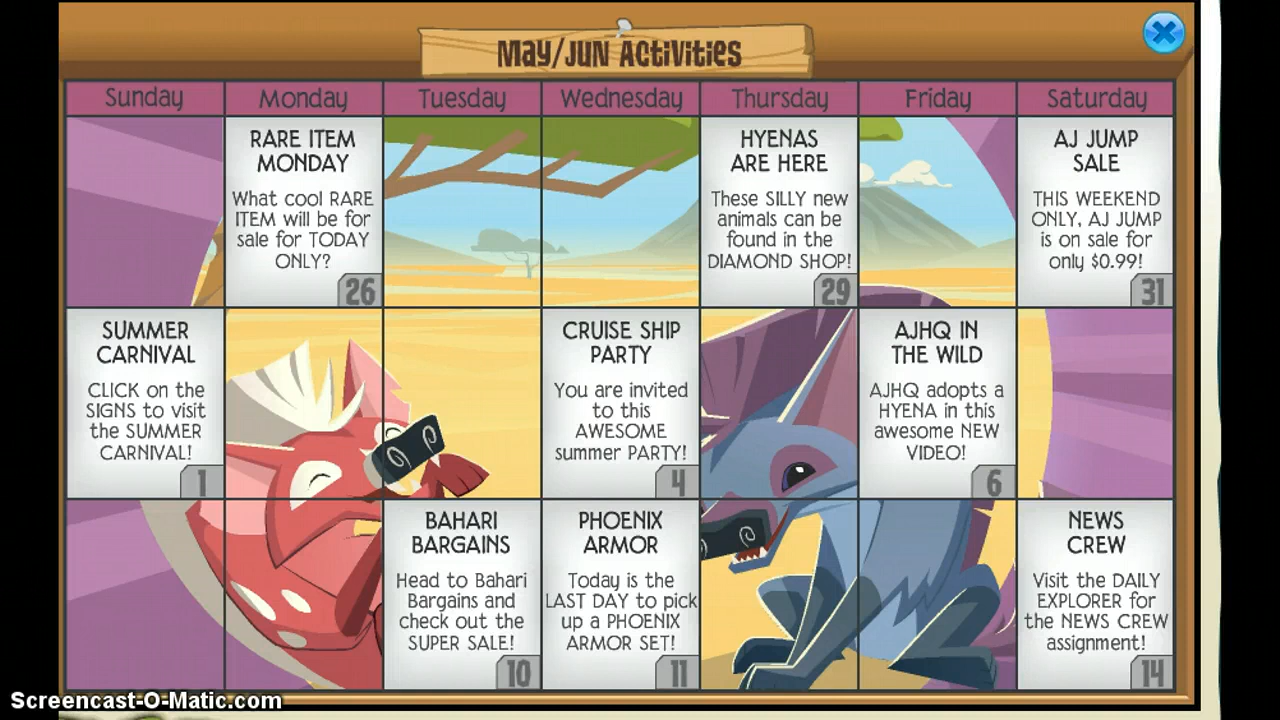 May/Jun Activities
Sunday Monday Tuesday Wednesday Thursday Friday Saturday
RARE ITEM
MONDAY
What cool RARE
ITEM will be for
sale for TODAY
ONLY?
26
HYENAS
ARE HERE
These SILLY new
animals can be
found in the
DIAMOND SHOP!
29
AJ JUMP
SALE
THIS WEEKEND
ONLY, AJ JUMP
is on sale for
only $0.99!
31
SUMMER
CARNIVAL
CLICK on the
SIGNS to visit
the SUMMER
CARNIVAL!
1
CRUISE SHIP
PARTY
You are invited
to this
AWESOME
summer PARTY!
4
AJHQ IN
THE WILD
AJHQ adopts a
HYENA in this
awesome NEW
VIDEO!
6
BAHARI
BARGAINS
Head to Bahari
Bargains and
check out the
SUPER SALE!
10
PHOENIX
ARMOR
Today is the
LAST DAY to pick
up a PHOENIX
ARMOR SET!
11
NEWS
CREW
Visit the DAILY
EXPLORER for
the NEWS CREW
assignment!
14
Screencast-O-Matic.com